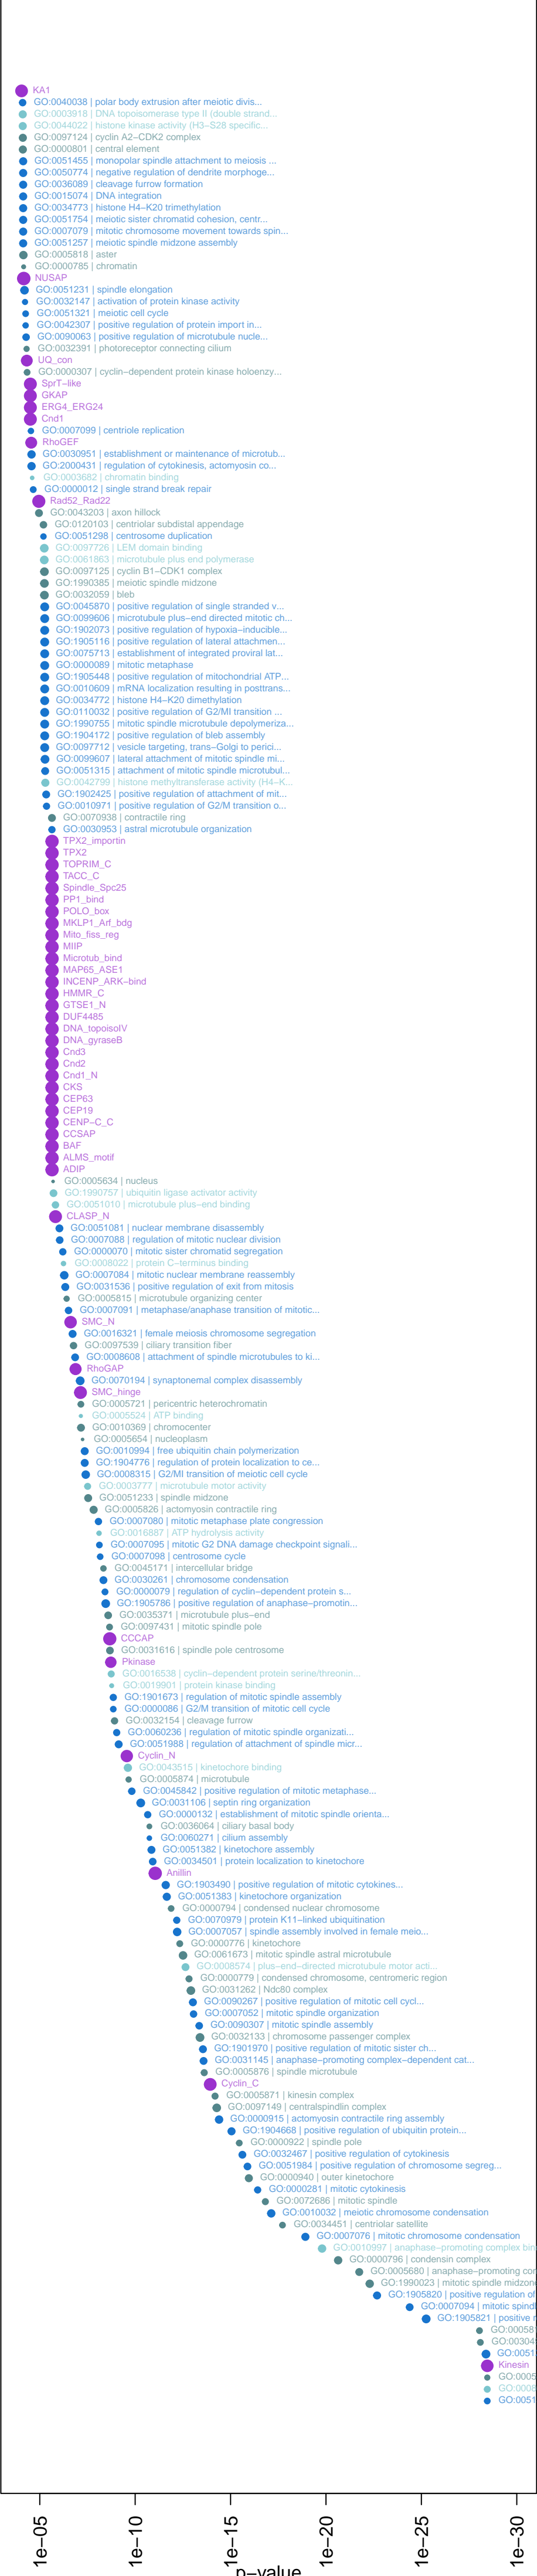 KA1
GO:0040038 | polar body extrusion after meiotic divis...
GO:0003918 | DNA topoisomerase type II (double strand...
GO:0044022 | histone kinase activity (H3−S28 specific...
GO:0097124 | cyclin A2−CDK2 complex
GO:0000801 | central element
GO:0051455 | monopolar spindle attachment to meiosis ...
GO:0050774 | negative regulation of dendrite morphoge...
GO:0036089 | cleavage furrow formation
GO:0015074 | DNA integration
GO:0034773 | histone H4−K20 trimethylation
GO:0051754 | meiotic sister chromatid cohesion, centr...
GO:0007079 | mitotic chromosome movement towards spin...
GO:0051257 | meiotic spindle midzone assembly
GO:0005818 | aster
GO:0000785 | chromatin
NUSAP
GO:0051231 | spindle elongation
GO:0032147 | activation of protein kinase activity
GO:0051321 | meiotic cell cycle
GO:0042307 | positive regulation of protein import in...
GO:0090063 | positive regulation of microtubule nucle...
GO:0032391 | photoreceptor connecting cilium
UQ_con
GO:0000307 | cyclin−dependent protein kinase holoenzy...
SprT−like
GKAP
ERG4_ERG24
Cnd1
GO:0007099 | centriole replication
RhoGEF
GO:0030951 | establishment or maintenance of microtub...
GO:2000431 | regulation of cytokinesis, actomyosin co...
GO:0003682 | chromatin binding
GO:0000012 | single strand break repair
Rad52_Rad22
GO:0043203 | axon hillock
GO:0120103 | centriolar subdistal appendage
GO:0051298 | centrosome duplication
GO:0097726 | LEM domain binding
GO:0061863 | microtubule plus end polymerase
GO:0097125 | cyclin B1−CDK1 complex
GO:1990385 | meiotic spindle midzone
GO:0032059 | bleb
GO:0045870 | positive regulation of single stranded v...
GO:0099606 | microtubule plus−end directed mitotic ch...
GO:1902073 | positive regulation of hypoxia−inducible...
GO:1905116 | positive regulation of lateral attachmen...
GO:0075713 | establishment of integrated proviral lat...
GO:0000089 | mitotic metaphase
GO:1905448 | positive regulation of mitochondrial ATP...
GO:0010609 | mRNA localization resulting in posttrans...
GO:0034772 | histone H4−K20 dimethylation
GO:0110032 | positive regulation of G2/MI transition ...
GO:1990755 | mitotic spindle microtubule depolymeriza...
GO:1904172 | positive regulation of bleb assembly
GO:0097712 | vesicle targeting, trans−Golgi to perici...
GO:0099607 | lateral attachment of mitotic spindle mi...
GO:0051315 | attachment of mitotic spindle microtubul...
GO:0042799 | histone methyltransferase activity (H4−K...
GO:1902425 | positive regulation of attachment of mit...
GO:0010971 | positive regulation of G2/M transition o...
GO:0070938 | contractile ring
GO:0030953 | astral microtubule organization
TPX2_importin
TPX2
TOPRIM_C
TACC_C
Spindle_Spc25
PP1_bind
POLO_box
MKLP1_Arf_bdg
Mito_fiss_reg
MIIP
Microtub_bind
MAP65_ASE1
INCENP_ARK−bind
HMMR_C
GTSE1_N
DUF4485
DNA_topoisoIV
DNA_gyraseB
Cnd3
Cnd2
Cnd1_N
CKS
CEP63
CEP19
CENP−C_C
CCSAP
BAF
ALMS_motif
ADIP
GO:0005634 | nucleus
GO:1990757 | ubiquitin ligase activator activity
GO:0051010 | microtubule plus−end binding
CLASP_N
GO:0051081 | nuclear membrane disassembly
GO:0007088 | regulation of mitotic nuclear division
GO:0000070 | mitotic sister chromatid segregation
GO:0008022 | protein C−terminus binding
GO:0007084 | mitotic nuclear membrane reassembly
GO:0031536 | positive regulation of exit from mitosis
GO:0005815 | microtubule organizing center
GO:0007091 | metaphase/anaphase transition of mitotic...
SMC_N
GO:0016321 | female meiosis chromosome segregation
GO:0097539 | ciliary transition fiber
GO:0008608 | attachment of spindle microtubules to ki...
RhoGAP
GO:0070194 | synaptonemal complex disassembly
SMC_hinge
GO:0005721 | pericentric heterochromatin
GO:0005524 | ATP binding
GO:0010369 | chromocenter
GO:0005654 | nucleoplasm
GO:0010994 | free ubiquitin chain polymerization
GO:1904776 | regulation of protein localization to ce...
GO:0008315 | G2/MI transition of meiotic cell cycle
GO:0003777 | microtubule motor activity
GO:0051233 | spindle midzone
GO:0005826 | actomyosin contractile ring
GO:0007080 | mitotic metaphase plate congression
GO:0016887 | ATP hydrolysis activity
GO:0007095 | mitotic G2 DNA damage checkpoint signali...
GO:0007098 | centrosome cycle
GO:0045171 | intercellular bridge
GO:0030261 | chromosome condensation
GO:0000079 | regulation of cyclin−dependent protein s...
GO:1905786 | positive regulation of anaphase−promotin...
GO:0035371 | microtubule plus−end
GO:0097431 | mitotic spindle pole
CCCAP
GO:0031616 | spindle pole centrosome
Pkinase
GO:0016538 | cyclin−dependent protein serine/threonin...
GO:0019901 | protein kinase binding
GO:1901673 | regulation of mitotic spindle assembly
GO:0000086 | G2/M transition of mitotic cell cycle
GO:0032154 | cleavage furrow
GO:0060236 | regulation of mitotic spindle organizati...
GO:0051988 | regulation of attachment of spindle micr...
Cyclin_N
GO:0043515 | kinetochore binding
GO:0005874 | microtubule
GO:0045842 | positive regulation of mitotic metaphase...
GO:0031106 | septin ring organization
GO:0000132 | establishment of mitotic spindle orienta...
GO:0036064 | ciliary basal body
GO:0060271 | cilium assembly
GO:0051382 | kinetochore assembly
GO:0034501 | protein localization to kinetochore
Anillin
GO:1903490 | positive regulation of mitotic cytokines...
GO:0051383 | kinetochore organization
GO:0000794 | condensed nuclear chromosome
GO:0070979 | protein K11−linked ubiquitination
GO:0007057 | spindle assembly involved in female meio...
GO:0000776 | kinetochore
GO:0061673 | mitotic spindle astral microtubule
GO:0008574 | plus−end−directed microtubule motor acti...
GO:0000779 | condensed chromosome, centromeric region
GO:0031262 | Ndc80 complex
GO:0090267 | positive regulation of mitotic cell cycl...
GO:0007052 | mitotic spindle organization
GO:0090307 | mitotic spindle assembly
GO:0032133 | chromosome passenger complex
GO:1901970 | positive regulation of mitotic sister ch...
GO:0031145 | anaphase−promoting complex−dependent cat...
GO:0005876 | spindle microtubule
Cyclin_C
GO:0005871 | kinesin complex
GO:0097149 | centralspindlin complex
GO:0000915 | actomyosin contractile ring assembly
GO:1904668 | positive regulation of ubiquitin protein...
GO:0000922 | spindle pole
GO:0032467 | positive regulation of cytokinesis
GO:0051984 | positive regulation of chromosome segreg...
GO:0000940 | outer kinetochore
GO:0000281 | mitotic cytokinesis
GO:0072686 | mitotic spindle
GO:0010032 | meiotic chromosome condensation
GO:0034451 | centriolar satellite
GO:0007076 | mitotic chromosome condensation
GO:0010997 | anaphase−promoting complex bin
GO:0000796 | condensin complex
GO:0005680 | anaphase−promoting cor
GO:1990023 | mitotic spindle midzon
GO:1905820 | positive regulation of
GO:0007094 | mitotic spind
GO:1905821 | positive r
GO:00058
GO:00304
GO:0051
Kinesin
GO:0005
GO:0008
GO:0051
1e−05
1e−10
1e−15
1e−20
1e−25
1e−30
p−value